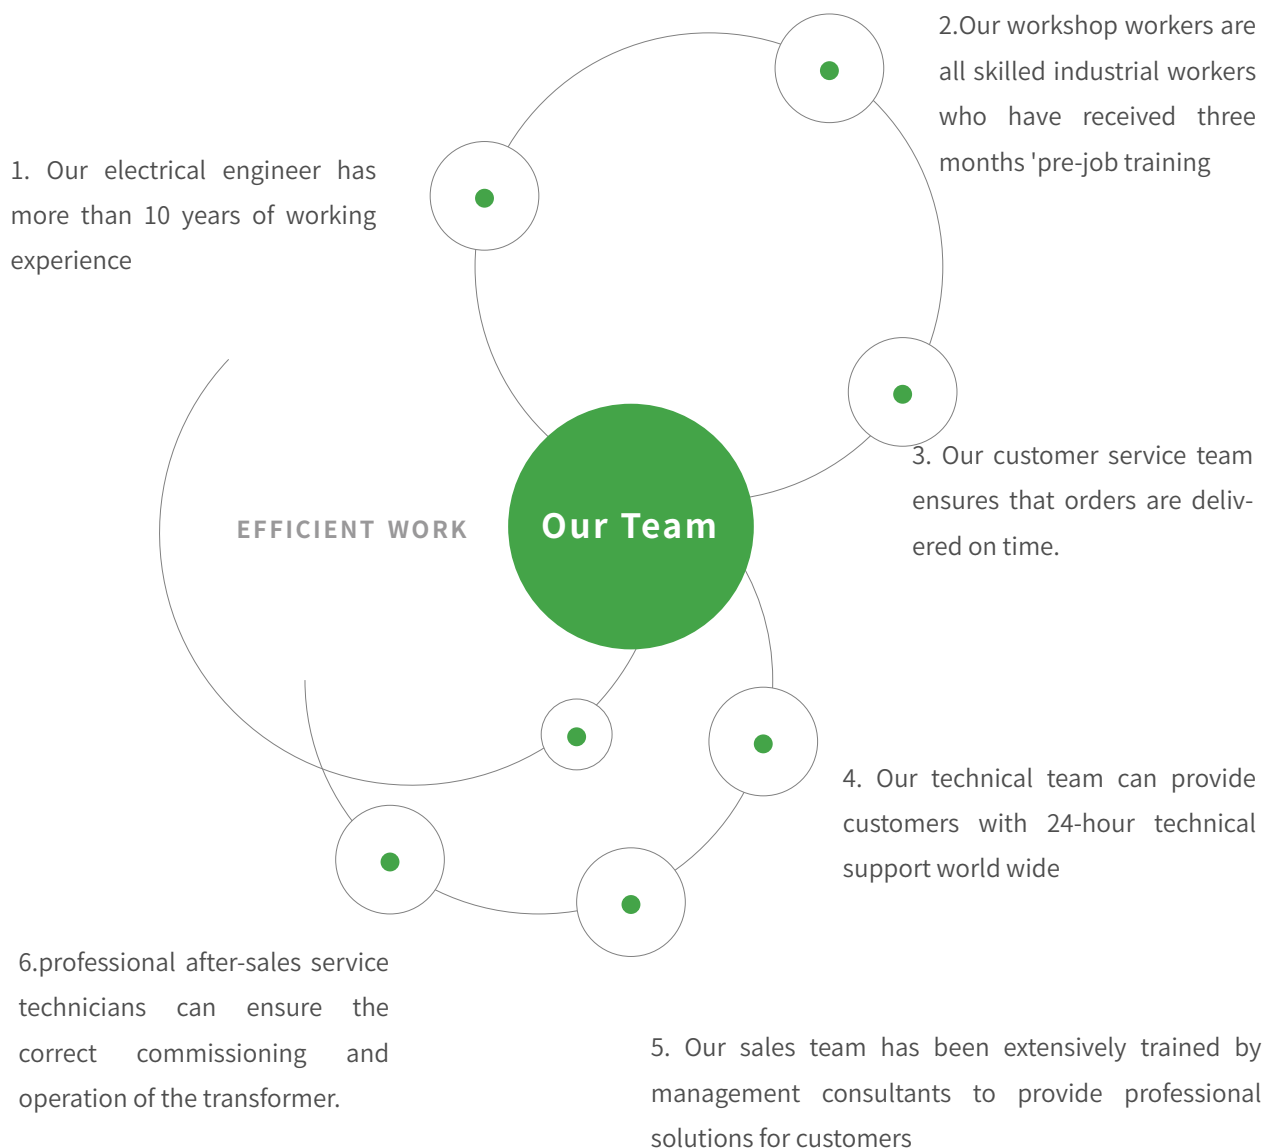 1. Our electrical engineer has
more than 10 years of working
experience
2.Our workshop workers are
all skilled industrial workers
who have received three
months 'pre-job training
3. Our customer service team
ensures that orders are deliv-
ered on time.
EFFICIENT WORK
Our Team
4. Our technical team can provide
customers with 24-hour technical
support world wide
5. Our sales team has been extensively trained by
management consultants to provide professional
solutions for customers
6.professional after-sales service
technicians can ensure the
correct commissioning and
operation of the transformer.